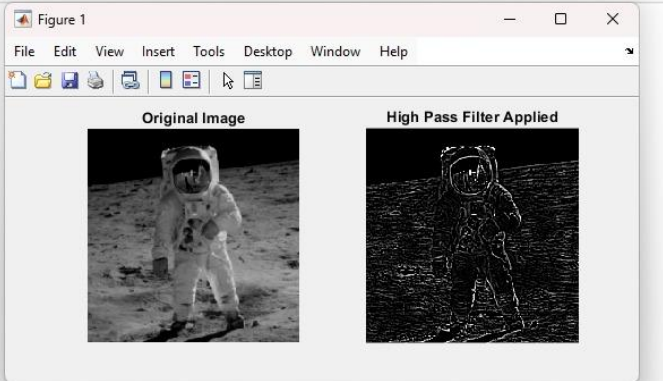 Figure 1
File Edit View Insert Tools Desktop Window Help
Original Image
High Pass Filter Applied